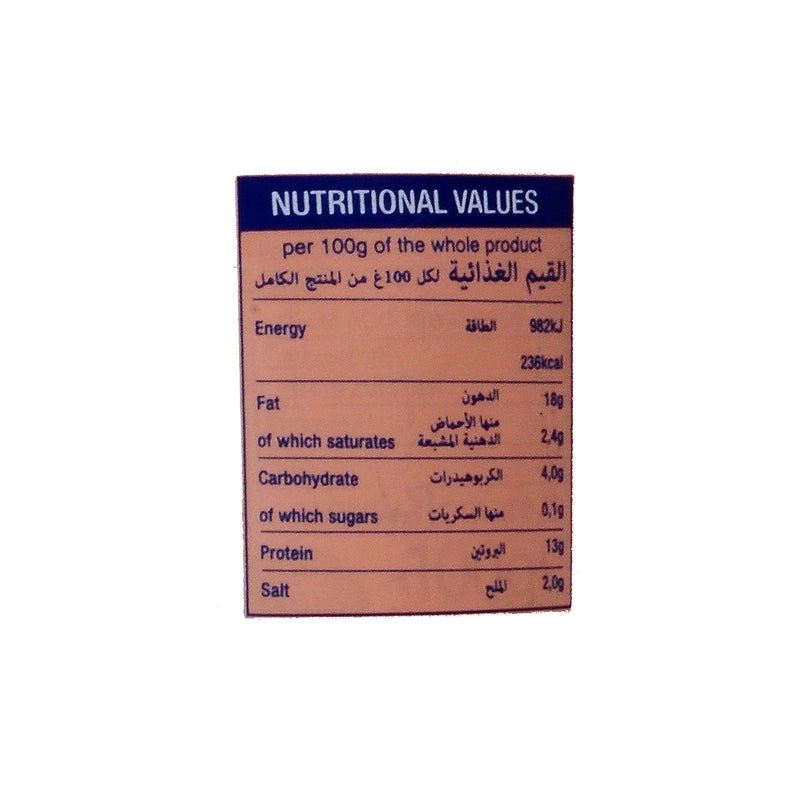 NUTRITIONAL VALUES
per 100g of the whole product
القيم الغذائية لكل 100غ من المنتج الكامل
Energy الطاقة 982kJ
236kcal
Fat الدهون 18g
of which saturates منها الأحماض الدهنية المشبعة 2,4g
Carbohydrate الكربوهيدرات 4,0g
of which sugars منها السكريات 0,1g
Protein البروتين 13g
Salt الملح 2,0g